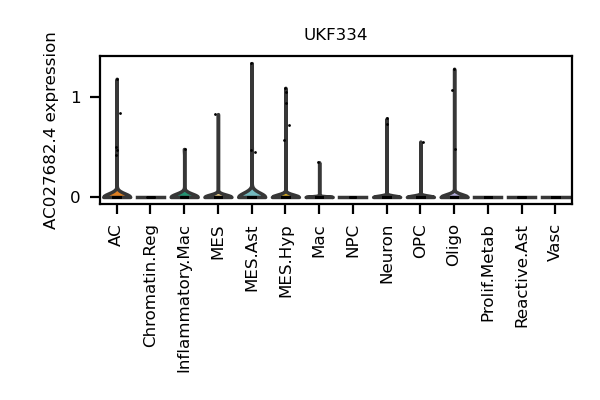 UKF334
AC027682.4 expression
1
0
AC
Chromatin.Reg
Inflammatory.Mac
MES
MES.Ast
MES.Hyp
Mac
NPC
Neuron
OPC
Oligo
Prolif.Metab
Reactive.Ast
Vasc